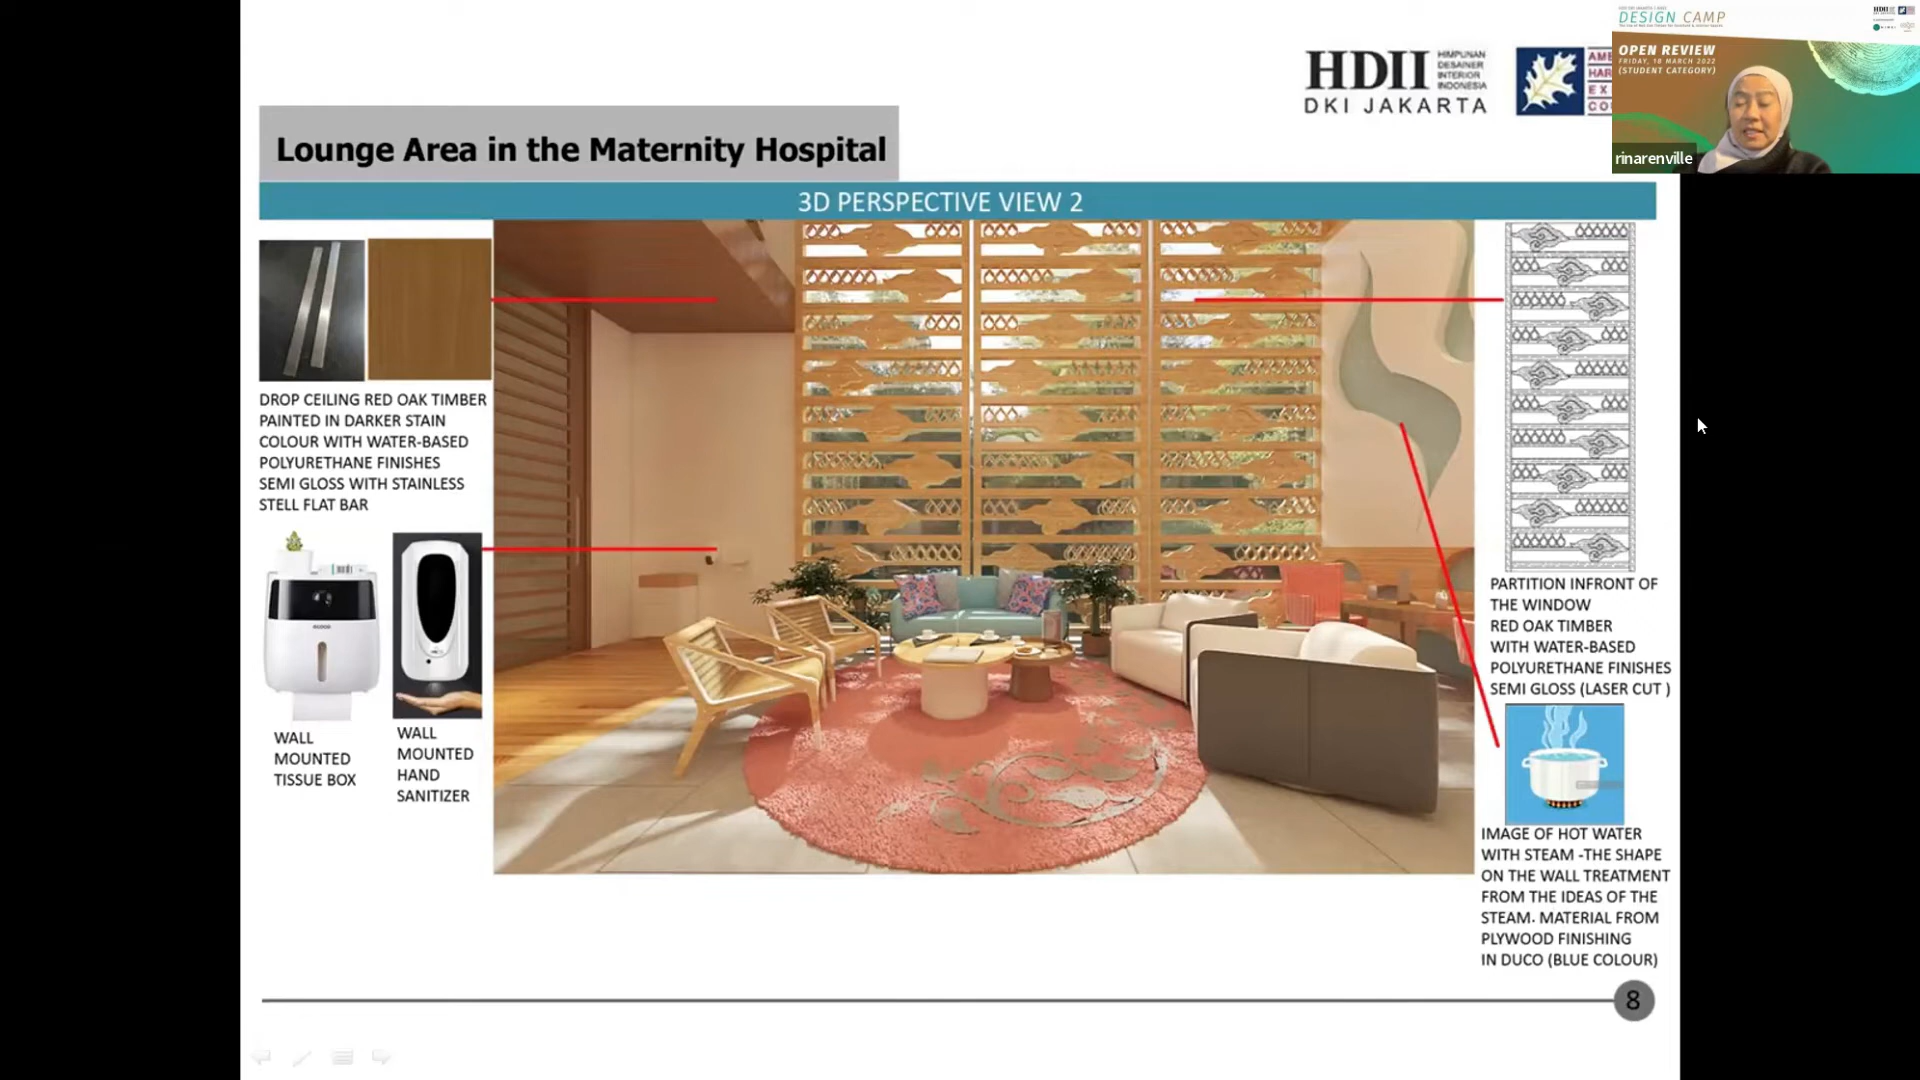 HDII
HIMPUNAN
DESAINER
INTERIOR
INDONESIA
DKI JAKARTA
DESIGN CAMP
OPEN REVIEW
FRIDAY, 18 MARCH 2022
(STUDENT CATEGORY)
rinarenville
Lounge Area in the Maternity Hospital
3D PERSPECTIVE VIEW 2
DROP CEILING RED OAK TIMBER
PAINTED IN DARKER STAIN
COLOUR WITH WATER-BASED
POLYURETHANE FINISHES
SEMI GLOSS WITH STAINLESS
STELL FLAT BAR
WALL
MOUNTED
TISSUE BOX
WALL
MOUNTED
HAND
SANITIZER
PARTITION INFRONT OF
THE WINDOW
RED OAK TIMBER
WITH WATER-BASED
POLYURETHANE FINISHES
SEMI GLOSS (LASER CUT )
IMAGE OF HOT WATER
WITH STEAM -THE SHAPE
ON THE WALL TREATMENT
FROM THE IDEAS OF THE
STEAM. MATERIAL FROM
PLYWOOD FINISHING
IN DUCO (BLUE COLOUR)
8